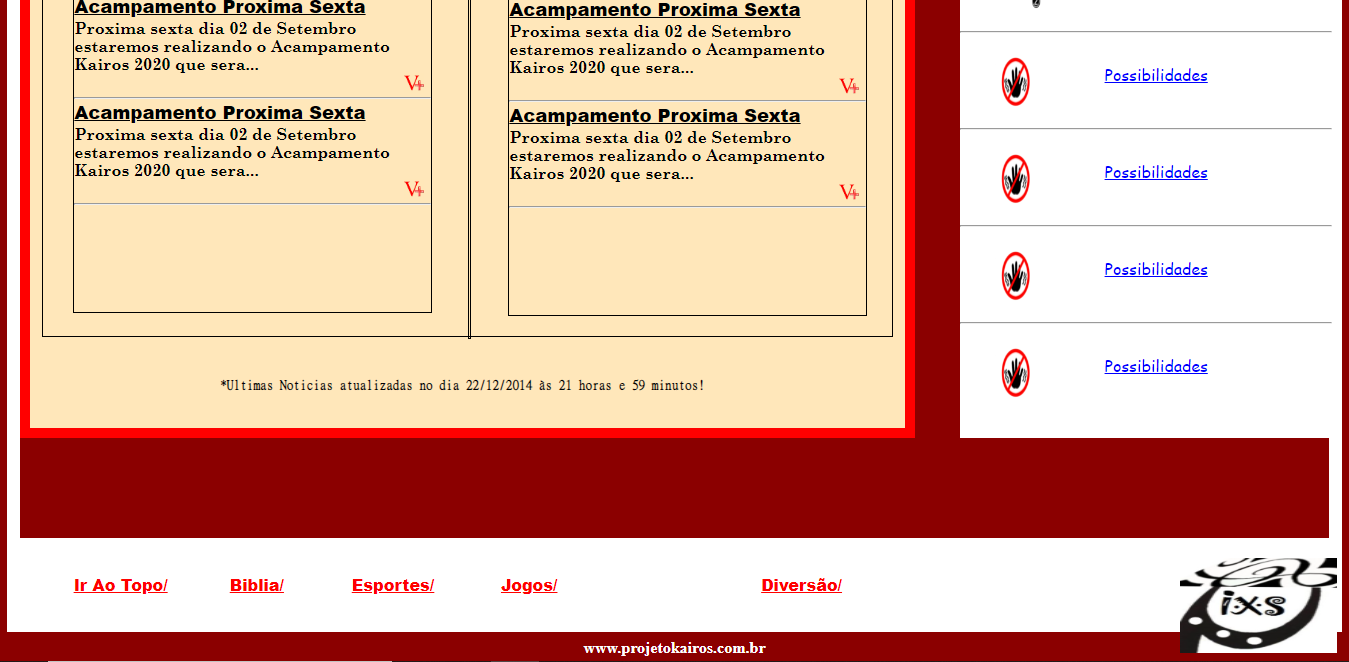 Acampamento Proxima Sexta
Proxima sexta dia 02 de Setembro
estaremos realizando o Acampamento
Kairos 2020 que sera...
V+
Acampamento Proxima Sexta
Proxima sexta dia 02 de Setembro
estaremos realizando o Acampamento
Kairos 2020 que sera...
V+
Acampamento Proxima Sexta
Proxima sexta dia 02 de Setembro
estaremos realizando o Acampamento
Kairos 2020 que sera...
V+
Acampamento Proxima Sexta
Proxima sexta dia 02 de Setembro
estaremos realizando o Acampamento
Kairos 2020 que sera...
V+
*Ultimas Noticias atualizadas no dia 22/12/2014 às 21 horas e 59 minutos!
Possibilidades
Possibilidades
Possibilidades
Possibilidades
Ir Ao Topo/ Biblia/ Esportes/ Jogos/ Diversão/
ixs
www.projetokairos.com.br